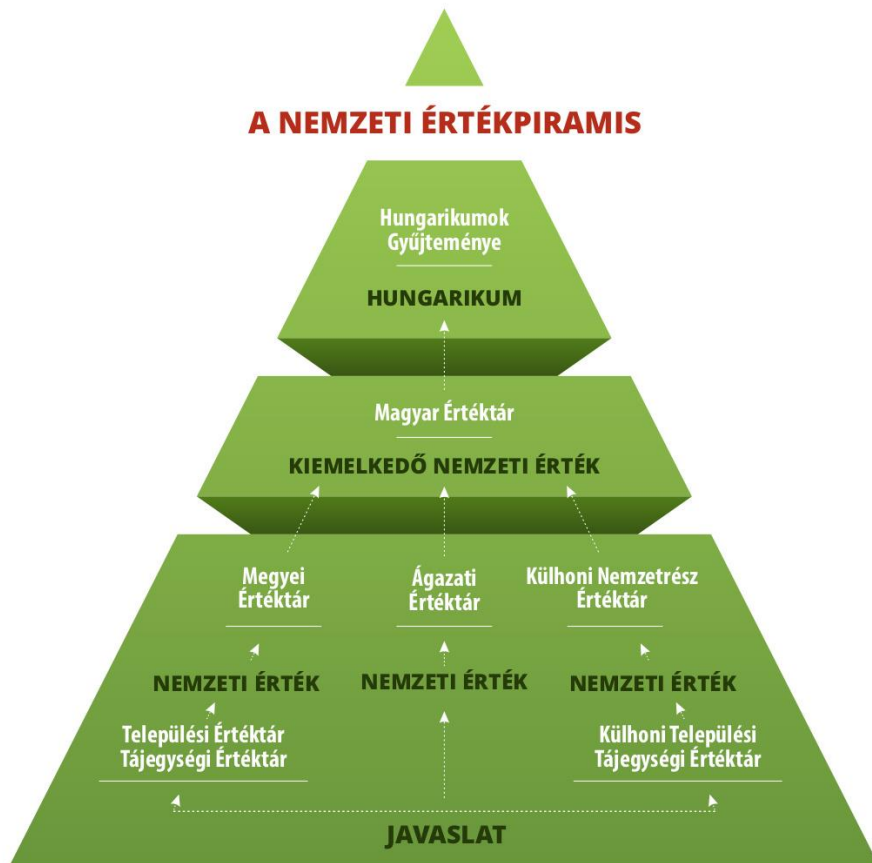 A NEMZETI ÉRTÉKPIRAMIS
Hungarikumok
Gyűjteménye
HUNGARIKUM
Magyar Értéktár
KIEMELKEDŐ NEMZETI ÉRTÉK
Megyei
Értéktár
Ágazati
Értéktár
Külhoni Nemzetrész
Értéktár
NEMZETI ÉRTÉK
NEMZETI ÉRTÉK
NEMZETI ÉRTÉK
Települési Értéktár
Tájegységi Értéktár
Külhoni Települési
Tájegységi Értéktár
JAVASLAT